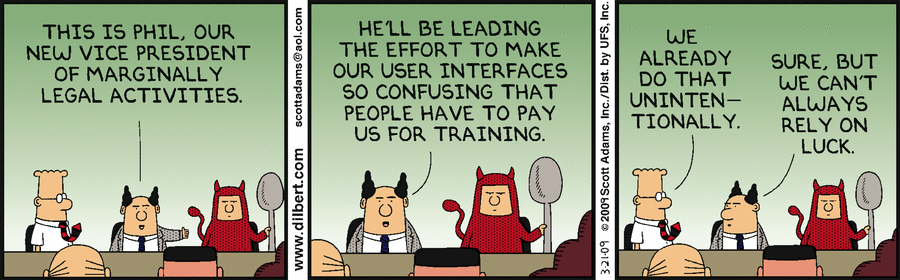 THIS IS PHIL, OUR
NEW VICE PRESIDENT
OF MARGINALLY
LEGAL ACTIVITIES.
www.dilbert.com
scottadams@aol.com
HE'LL BE LEADING
THE EFFORT TO MAKE
OUR USER INTERFACES
SO CONFUSING THAT
PEOPLE HAVE TO PAY
US FOR TRAINING.
3-21-09 © 2009 Scott Adams, Inc./Dist. by UFS, Inc.
WE
ALREADY
DO THAT
UNINTEN-
TIONALLY.
SURE, BUT
WE CAN'T
ALWAYS
RELY ON
LUCK.